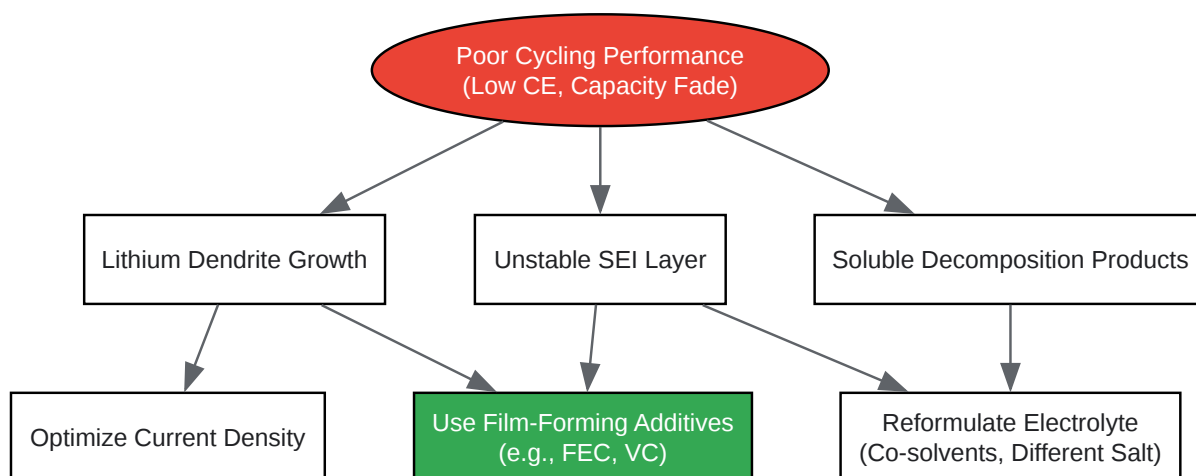 Poor Cycling Performance
(Low CE, Capacity Fade)
Lithium Dendrite Growth
Unstable SEI Layer
Soluble Decomposition Products
Optimize Current Density
Use Film-Forming Additives
(e.g., FEC, VC)
Reformulate Electrolyte
(Co-solvents, Different Salt)